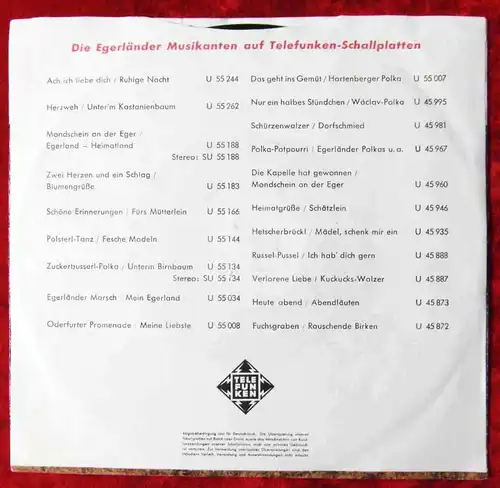 Die Egerländer Musikanten auf Telefunken-Schallplatten
Ach ich liebe dich / Ruhige Nacht U 55 244
Herzweh / Unter'm Kastanienbaum U 55 262
Mondschein an der Eger /
Egerland – Heimatland U 55 188
Stereo: SU 55 188
Zwei Herzen und ein Schlag /
Blumengrüße U 55 183
Schöne Erinnerungen / Fürs Mütterlein U 55 166
Polsterl-Tanz / Fesche Madeln U 55 144
Zuckerbusserl-Polka / Unterm Birnbaum U 55 134
Stereo: SU 55 734
Egerländer Marsch / Mein Egerland U 55 034
Oderfurter Promenade / Meine Liebste U 55 008
Das geht ins Gemüt / Hartenberger Polka U 55 007
Nur ein halbes Stündchen / Václav-Polka U 45 995
Schürzenwalzer / Dorfschmied U 45 981
Polka-Potpourri / Egerländer Polkas u. a. U 45 967
Die Kapelle hat gewonnen /
Mondschein an der Eger U 45 960
Heimatgrüße / Schätzlein U 45 946
Hetscherbrückl / Mädel, schenk mir ein U 45 935
Russel-Pussel / Ich hab' dich gern U 45 888
Verlorene Liebe / Kuckucks-Walzer U 45 887
Heute abend / Abendläuten U 45 873
Fuchsgraben / Rauschende Birken U 45 872
TELE
FUN
KEN